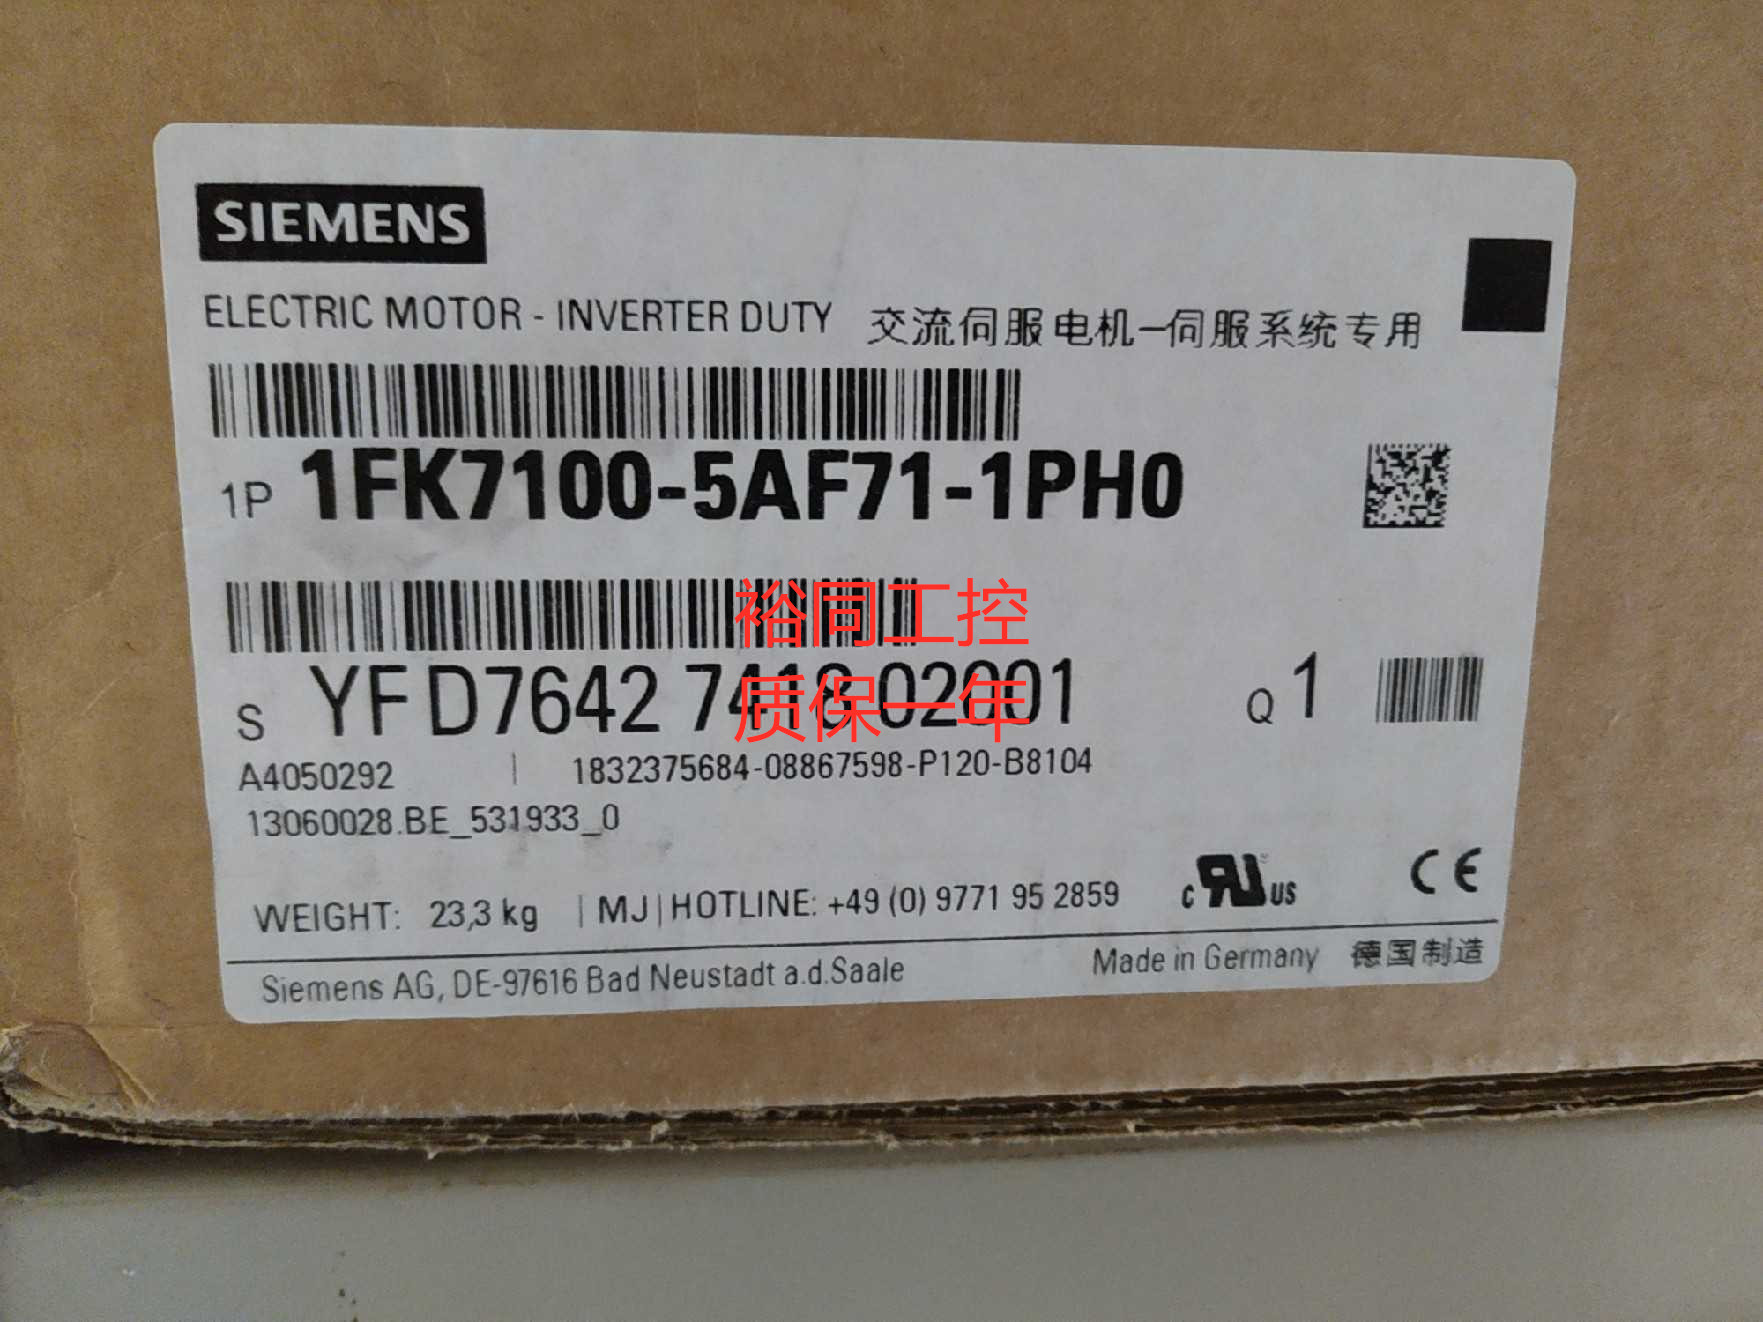 SIEMENS
ELECTRIC MOTOR - INVERTER DUTY 交流伺服电机—伺服系统专用
1P 1FK7100-5AF71-1PH0
裕同工控
S YF D7642 7418 02001 Q 1
质保一年
A4050292 | 1832375684-08867598-P120-B8104
13060028.BE_531933_0
WEIGHT: 23,3 kg | MJ | HOTLINE: +49 (0) 9771 95 2859 c RU US CE
Siemens AG, DE-97616 Bad Neustadt a.d.Saale Made in Germany 德国制造